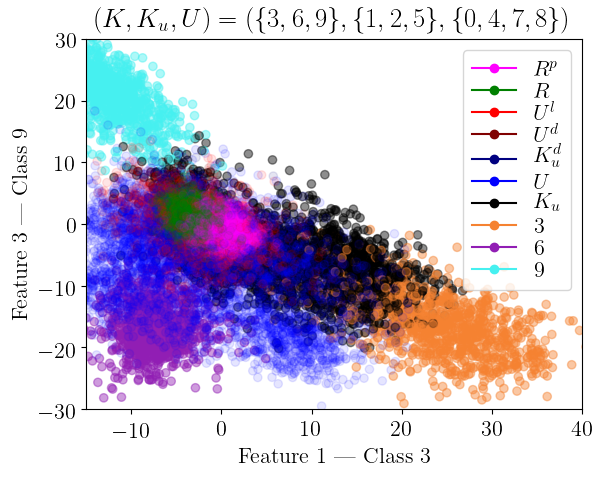 (K, K_u, U) = ({3, 6, 9}, {1, 2, 5}, {0, 4, 7, 8})
30
20
10
0
−10
−20
−30
Feature 3 — Class 9
R^p
R
U^l
U^d
K_u^d
U
K_u
3
6
9
−10
0
10
20
30
40
Feature 1 — Class 3